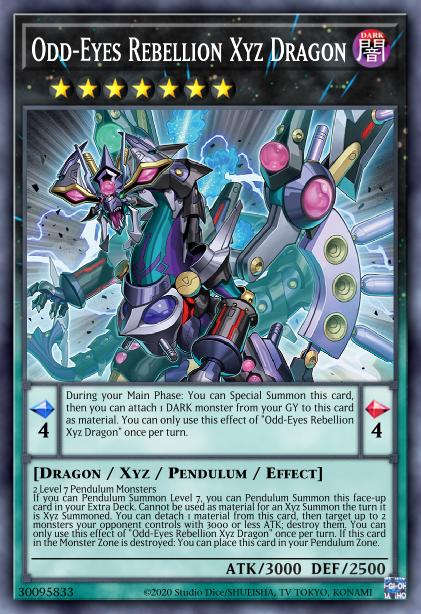 ODD-EYES REBELLION XYZ DRAGON
DARK
闇
During your Main Phase: You can Special Summon this card,
then you can attach 1 DARK monster from your GY to this card
as material. You can only use this effect of "Odd-Eyes Rebellion
Xyz Dragon" once per turn.
4
4
[DRAGON / XYZ / PENDULUM / EFFECT]
2 Level 7 Pendulum Monsters
If you can Pendulum Summon Level 7, you can Pendulum Summon this face-up
card in your Extra Deck. Cannot be used as material for an Xyz Summon the turn it
is Xyz Summoned. You can detach 1 material from this card, then target up to 2
monsters your opponent controls with 3000 or less ATK; destroy them. You can
only use this effect of "Odd-Eyes Rebellion Xyz Dragon" once per turn. If this card
in the Monster Zone is destroyed: You can place this card in your Pendulum Zone.
ATK/3000 DEF/2500
30095833
©2020 Studio Dice/SHUEISHA, TV TOKYO, KONAMI